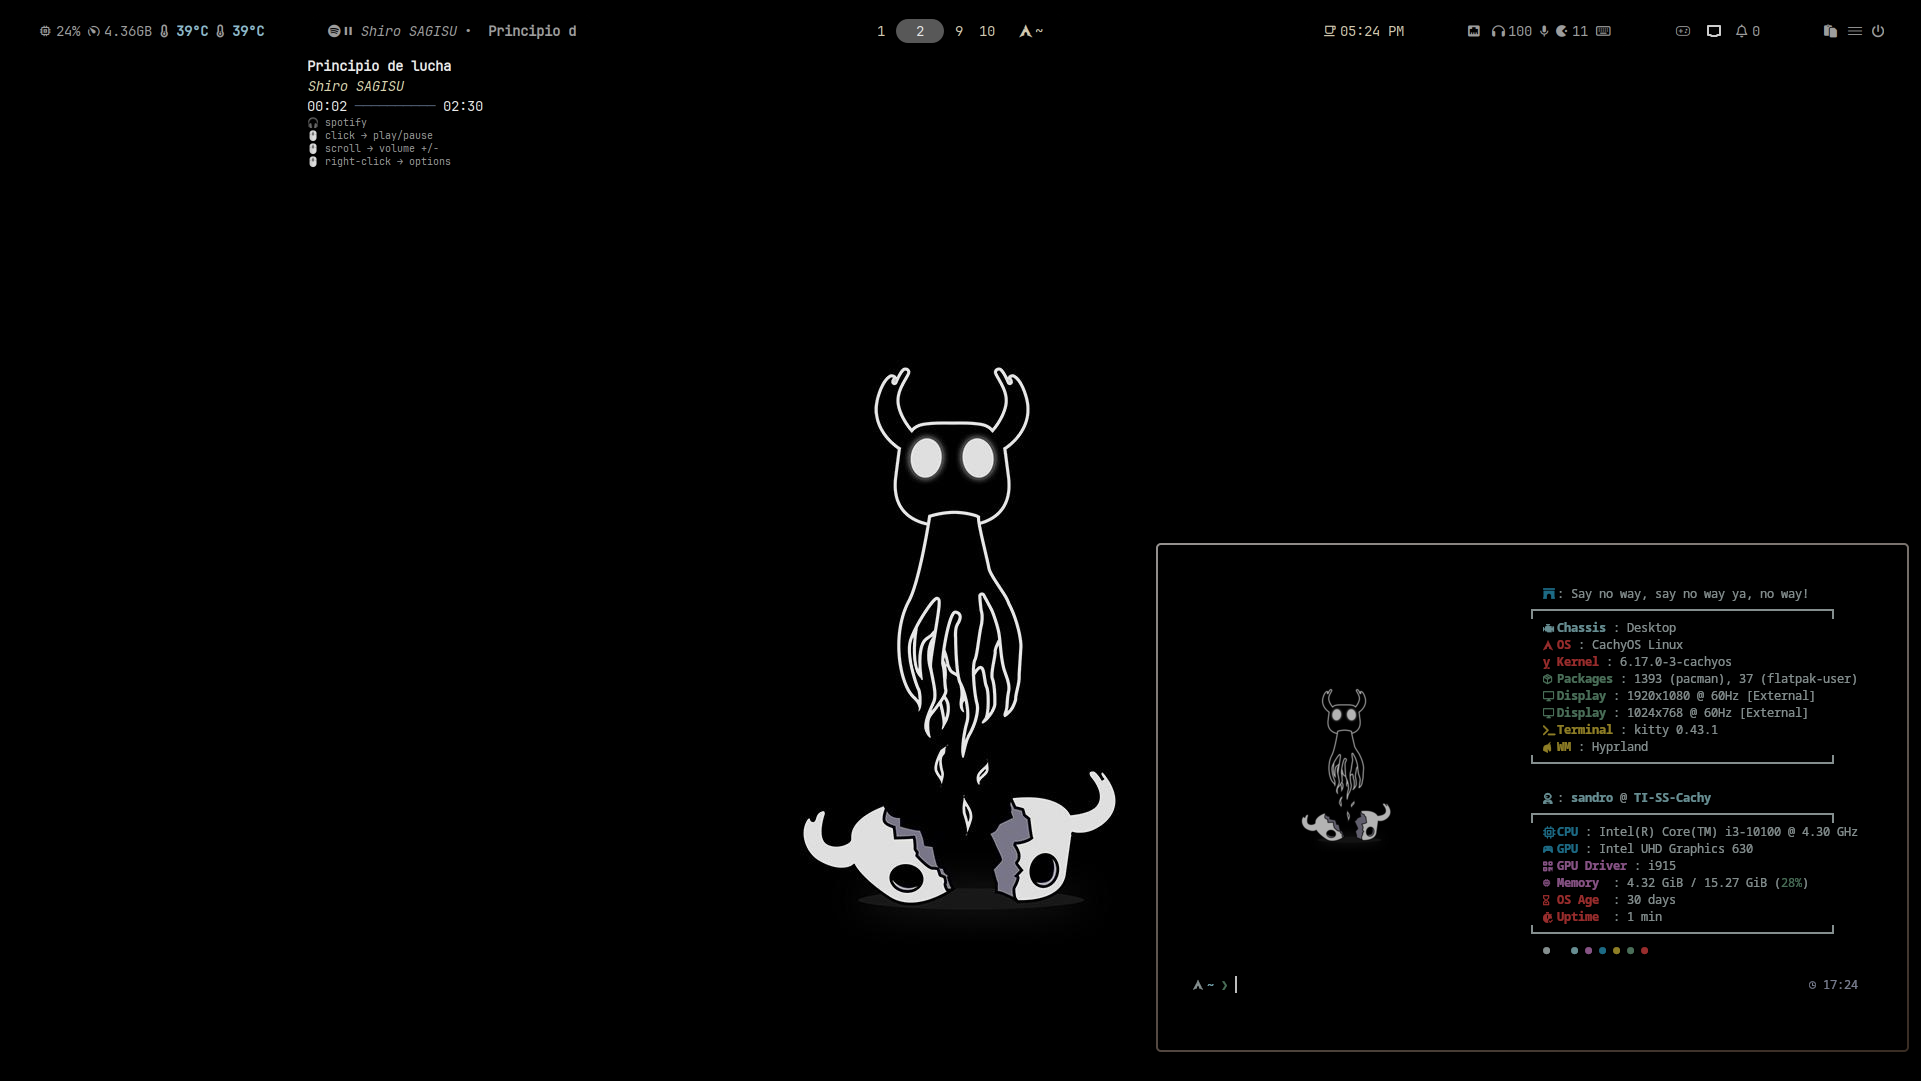 24% 4.36GB 39°C 39°C Shiro SAGISU • Principio d 1 2 9 10 ~ 05:24 PM 100 11 0
Principio de lucha
Shiro SAGISU
00:02 02:30
spotify
click → play/pause
scroll → volume +/-
right-click → options
: Say no way, say no way ya, no way!
Chassis : Desktop
OS : CachyOS Linux
Kernel : 6.17.0-3-cachyos
Packages : 1393 (pacman), 37 (flatpak-user)
Display : 1920x1080 @ 60Hz [External]
Display : 1024x768 @ 60Hz [External]
Terminal : kitty 0.43.1
WM : Hyprland
: sandro @ TI-SS-Cachy
CPU : Intel(R) Core(TM) i3-10100 @ 4.30 GHz
GPU : Intel UHD Graphics 630
GPU Driver : i915
Memory : 4.32 GiB / 15.27 GiB (28%)
OS Age : 30 days
Uptime : 1 min
~ ❯ 17:24